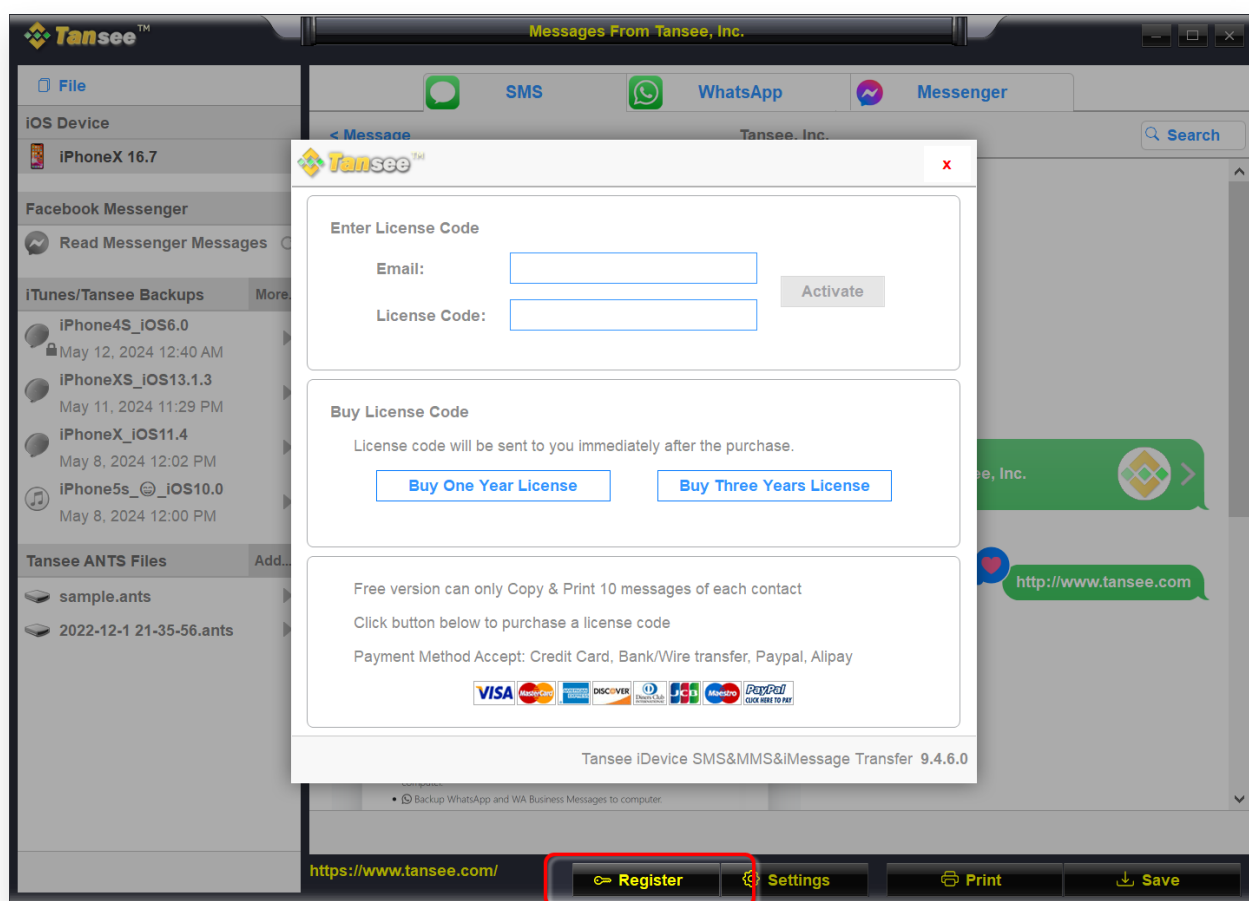 Tansee™
Messages From Tansee, Inc.
File
SMS
WhatsApp
Messenger
iOS Device
< Message
Tansee, Inc.
Search
iPhoneX 16.7
Facebook Messenger
Read Messenger Messages
iTunes/Tansee Backups
More.
iPhone4S_iOS6.0
May 12, 2024 12:40 AM
iPhoneXS_iOS13.1.3
May 11, 2024 11:29 PM
iPhoneX_iOS11.4
May 8, 2024 12:02 PM
iPhone5s_😄_iOS10.0
May 8, 2024 12:00 PM
Tansee ANTS Files
Add...
sample.ants
2022-12-1 21-35-56.ants
Tansee™
x
Enter License Code
Email:
License Code:
Activate
Buy License Code
License code will be sent to you immediately after the purchase.
Buy One Year License
Buy Three Years License
Free version can only Copy & Print 10 messages of each contact
Click button below to purchase a license code
Payment Method Accept: Credit Card, Bank/Wire transfer, Paypal, Alipay
VISA
MasterCard
DISCOVER
JCB
Maestro
PayPal
CLICK HERE TO PAY
Tansee iDevice SMS&MMS&iMessage Transfer 9.4.6.0
ee, Inc.
http://www.tansee.com
computer.
• Backup WhatsApp and WA Business Messages to computer.
https://www.tansee.com/
Register
Settings
Print
Save